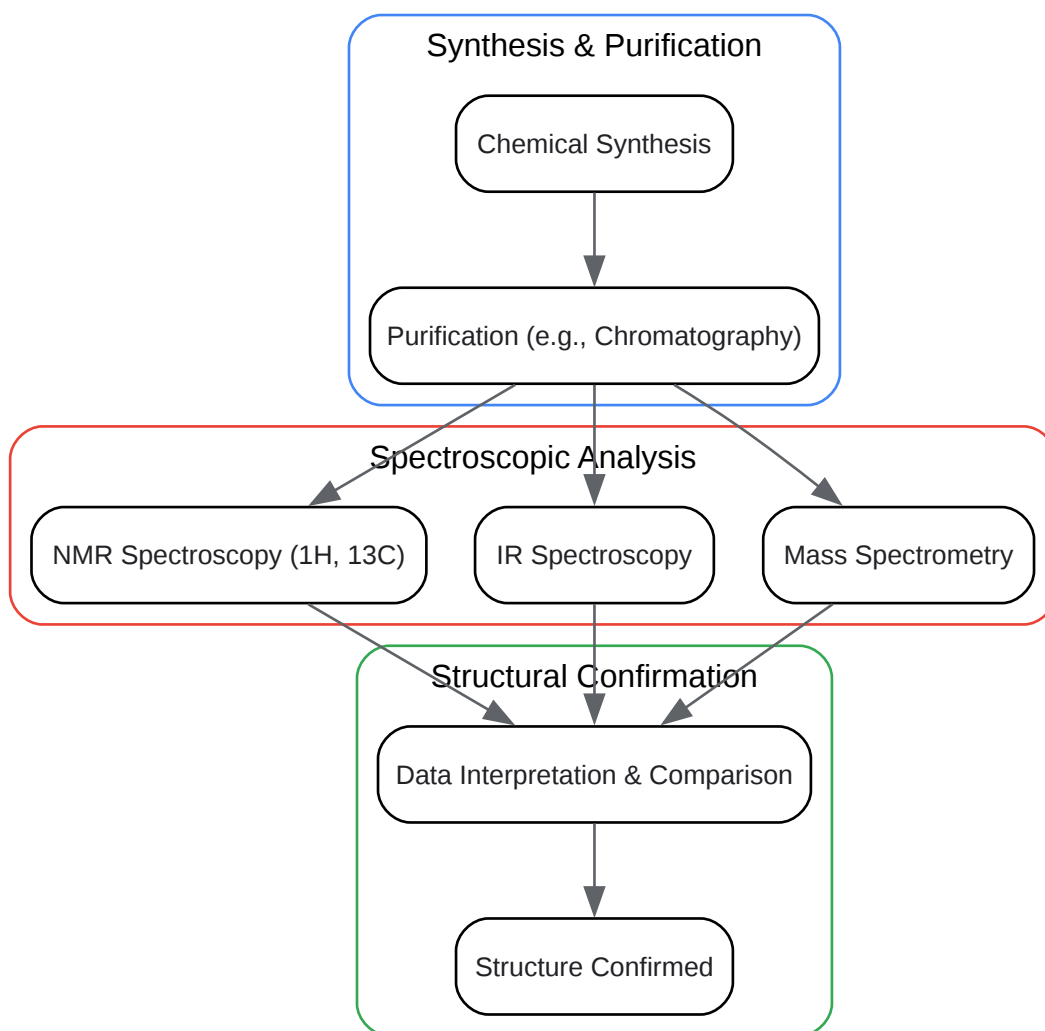 Synthesis & Purification
Chemical Synthesis
Purification (e.g., Chromatography)
Spectroscopic Analysis
NMR Spectroscopy (1H, 13C)
IR Spectroscopy
Mass Spectrometry
Structural Confirmation
Data Interpretation & Comparison
Structure Confirmed